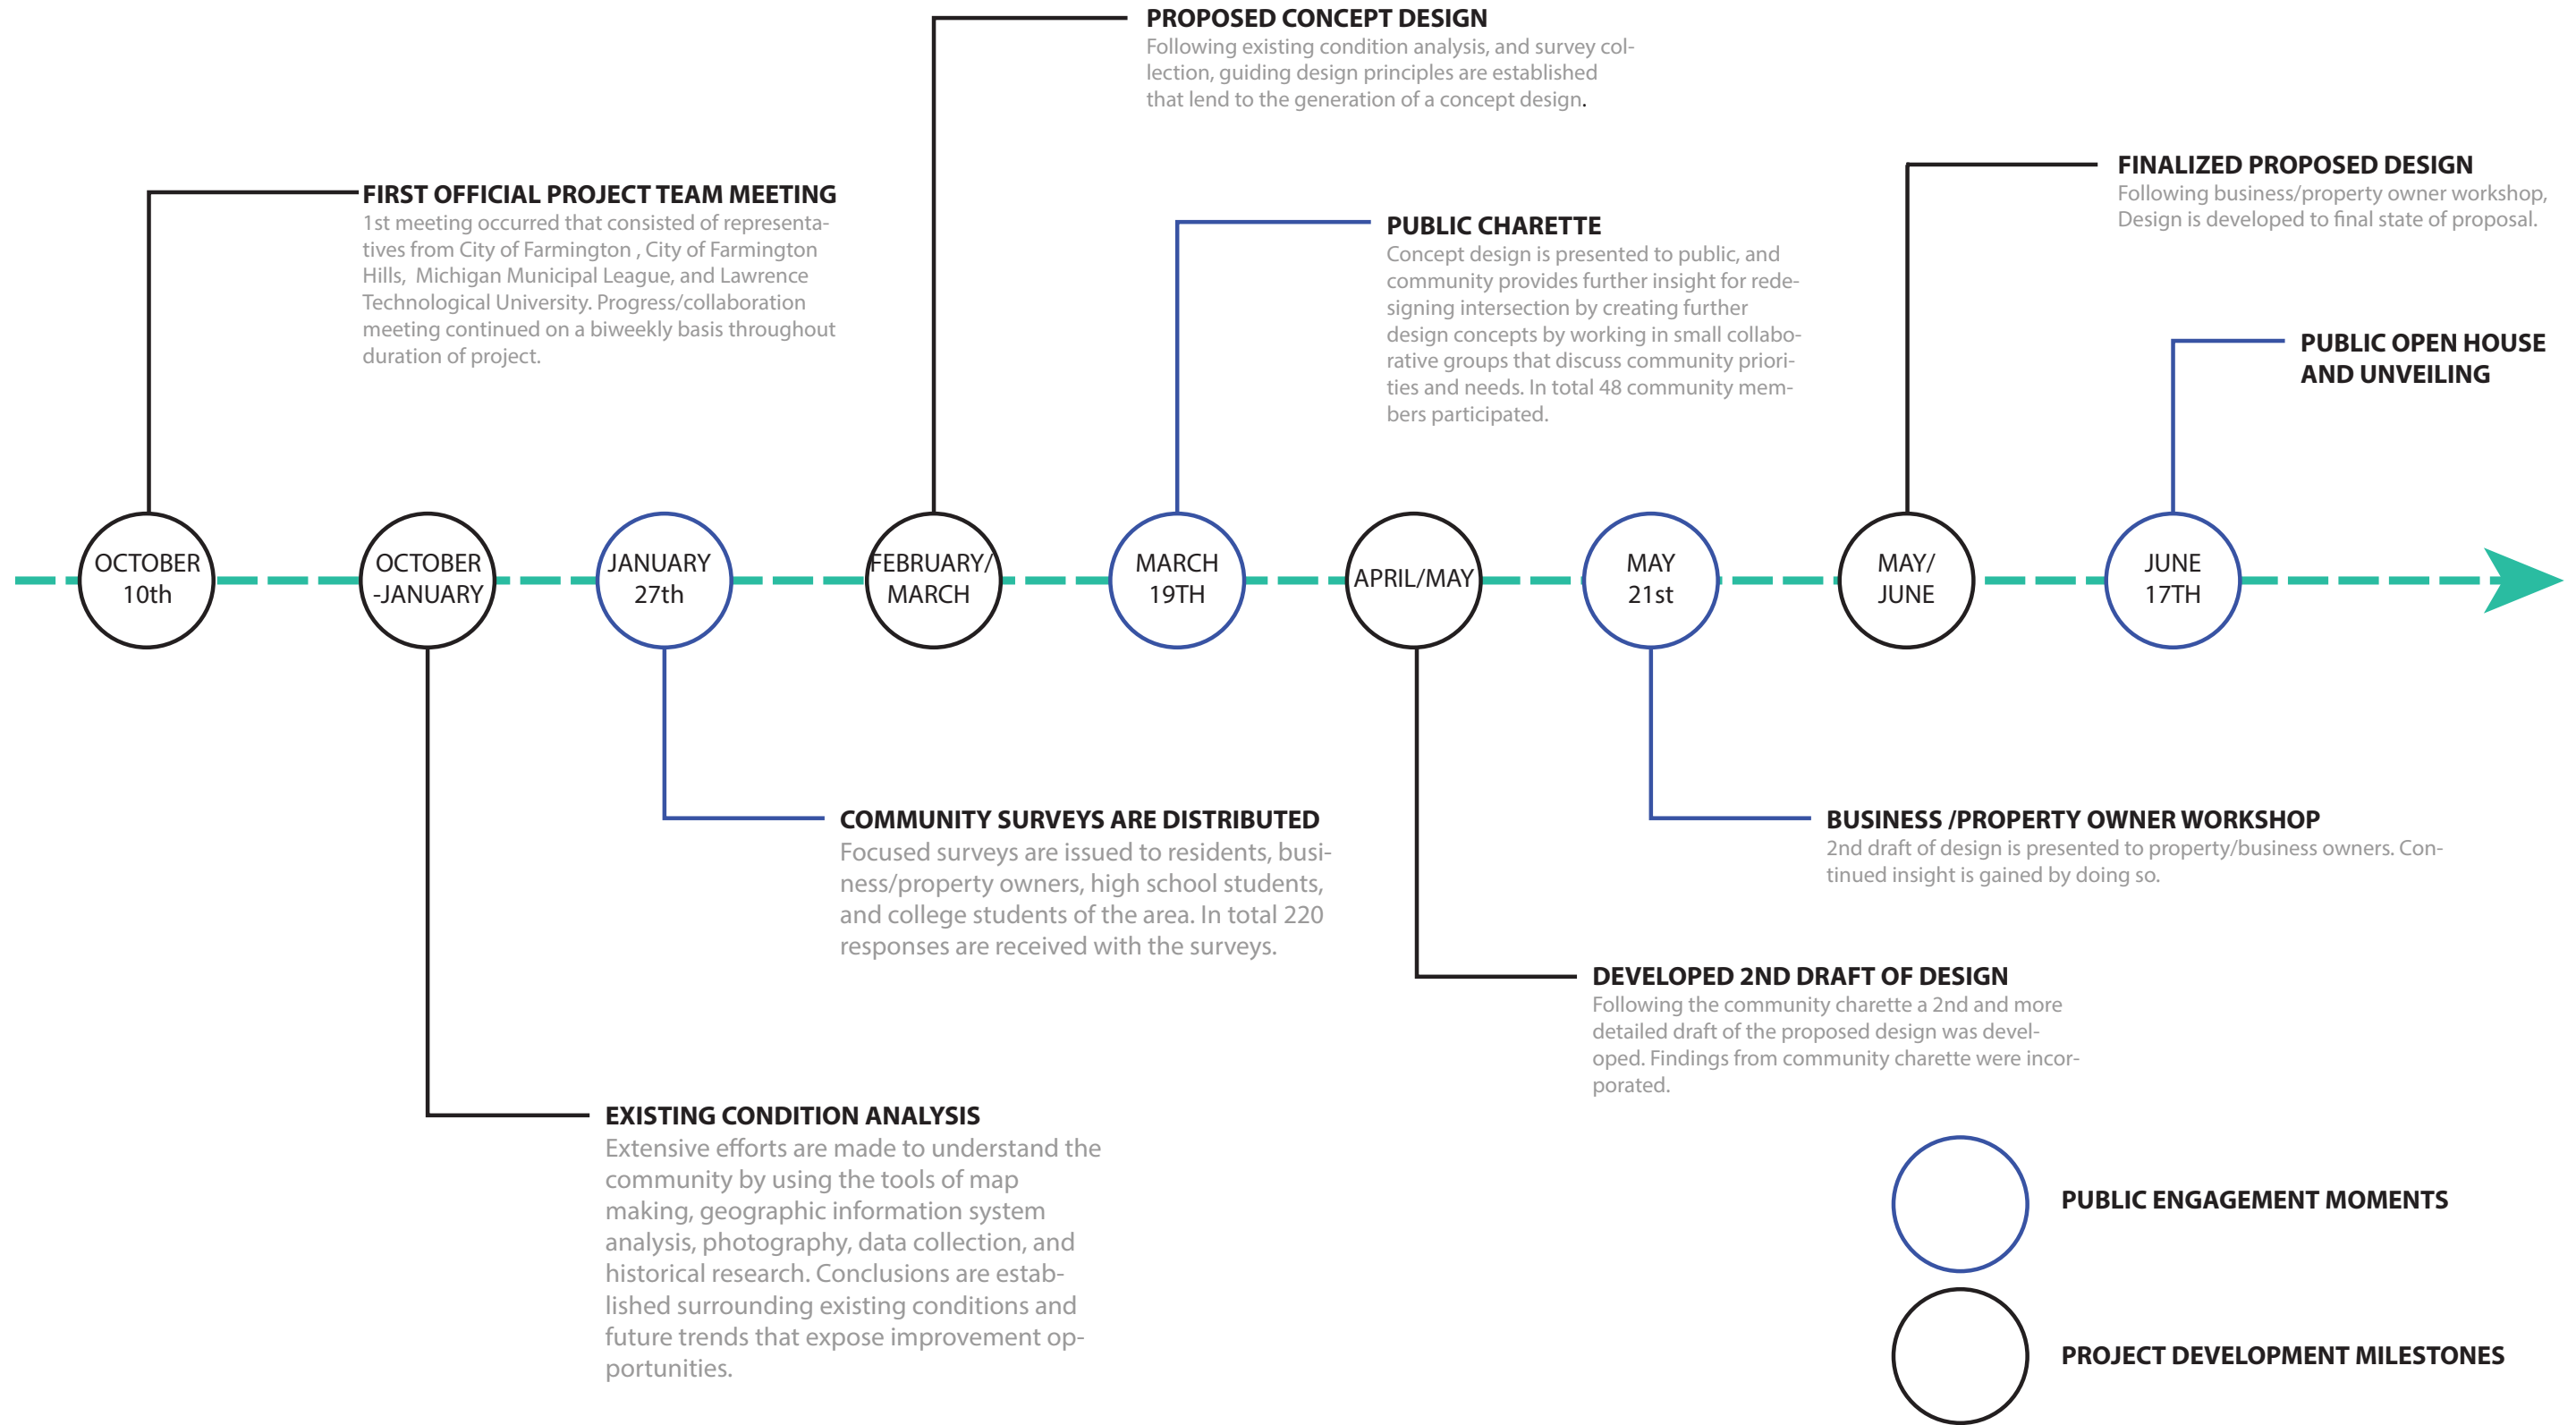 PROPOSED CONCEPT DESIGN
Following existing condition analysis, and survey col-
lection, guiding design principles are established
that lend to the generation of a concept design.
FIRST OFFICIAL PROJECT TEAM MEETING
1st meeting occurred that consisted of representa-
tives from City of Farmington , City of Farmington
Hills,  Michigan Municipal League, and Lawrence
Technological University. Progress/collaboration
meeting continued on a biweekly basis throughout
duration of project.
PUBLIC CHARETTE
Concept design is presented to public, and
community provides further insight for rede-
signing intersection by creating further
design concepts by working in small collabo-
rative groups that discuss community priori-
ties and needs. In total 48 community mem-
bers participated.
FINALIZED PROPOSED DESIGN
Following business/property owner workshop,
Design is developed to final state of proposal.
PUBLIC OPEN HOUSE
AND UNVEILING
OCTOBER
10th
OCTOBER
-JANUARY
JANUARY
27th
FEBRUARY/
MARCH
MARCH
19TH
APRIL/MAY
MAY
21st
MAY/
JUNE
JUNE
17TH
COMMUNITY SURVEYS ARE DISTRIBUTED
Focused surveys are issued to residents, busi-
ness/property owners, high school students,
and college students of the area. In total 220
responses are received with the surveys.
BUSINESS /PROPERTY OWNER WORKSHOP
2nd draft of design is presented to property/business owners. Con-
tinued insight is gained by doing so.
DEVELOPED 2ND DRAFT OF DESIGN
Following the community charette a 2nd and more
detailed draft of the proposed design was devel-
oped. Findings from community charette were incor-
porated.
EXISTING CONDITION ANALYSIS
Extensive efforts are made to understand the
community by using the tools of map
making, geographic information system
analysis, photography, data collection, and
historical research. Conclusions are estab-
lished surrounding existing conditions and
future trends that expose improvement op-
portunities.
PUBLIC ENGAGEMENT MOMENTS
PROJECT DEVELOPMENT MILESTONES